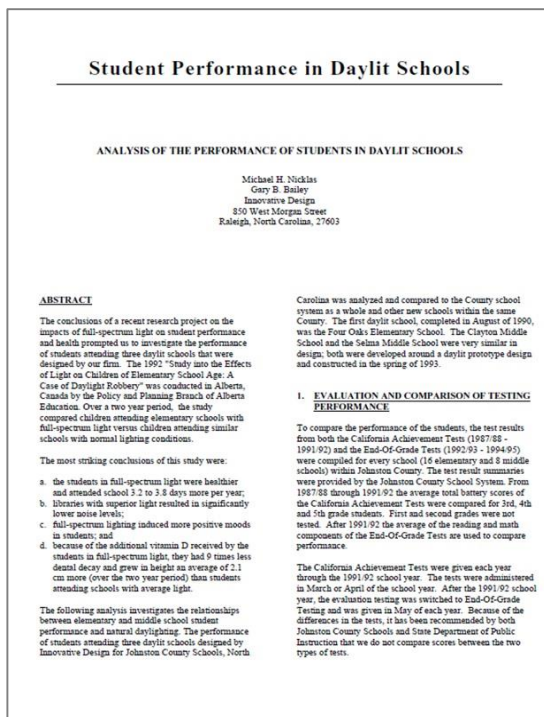 Student Performance in Daylit Schools
ANALYSIS OF THE PERFORMANCE OF STUDENTS IN DAYLIT SCHOOLS
Michael H. Nicklas
Gary B. Bailey
Innovative Design
850 West Morgan Street
Raleigh, North Carolina, 27603
ABSTRACT
The conclusions of a recent research project on the
impacts of full-spectrum light on student performance
and health prompted us to investigate the performance
of students attending three daylit schools that were
designed by our firm. The 1992 "Study into the Effects
of Light on Children of Elementary School Age: A
Case of Daylight Robbery" was conducted in Alberta,
Canada by the Policy and Planning Branch of Alberta
Education. Over a two year period, the study
compared children attending elementary schools with
full-spectrum light versus children attending similar
schools with normal lighting conditions.
The most striking conclusions of this study were:
a. the students in full-spectrum light were healthier
and attended school 3.2 to 3.8 days more per year;
b. libraries with superior light resulted in significantly
lower noise levels;
c. full-spectrum lighting induced more positive moods
in students; and
d. because of the additional vitamin D received by the
students in full-spectrum light, they had 9 times less
dental decay and grew in height an average of 2.1
cm more (over the two year period) than students
attending schools with average light.
The following analysis investigates the relationships
between elementary and middle school student
performance and natural daylighting. The performance
of students attending three daylit schools designed by
Innovative Design for Johnston County Schools, North
Carolina was analyzed and compared to the County school
system as a whole and other new schools within the same
County. The first daylit school, completed in August of 1990,
was the Four Oaks Elementary School. The Clayton Middle
School and the Selma Middle School were very similar in
design; both were developed around a daylit prototype design
and constructed in the spring of 1993.
1. EVALUATION AND COMPARISON OF TESTING
PERFORMANCE
To compare the performance of the students, the test results
from both the California Achievement Tests (1987/88 -
1991/92) and the End-Of-Grade Tests (1992/93 - 1994/95)
were compiled for every school (16 elementary and 8 middle
schools) within Johnston County. The test result summaries
were provided by the Johnston County School System. From
1987/88 through 1991/92 the average total battery scores of
the California Achievement Tests were compared for 3rd, 4th
and 5th grade students. First and second grades were not
tested. After 1991/92 the average of the reading and math
components of the End-Of-Grade Tests are used to compare
performance.
The California Achievement Tests were given each year
through the 1991/92 school year. The tests were administered
in March or April of the school year. After the 1991/92 school
year, the evaluation testing was switched to End-Of-Grade
Testing and was given in May of each year. Because of the
differences in the tests, it has been recommended by both
Johnston County Schools and State Department of Public
Instruction that we do not compare scores between the two
types of tests.